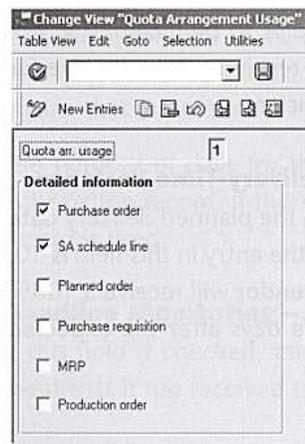 Change View "Quota Arrangement Usage"
Table View Edit Goto Selection Utilities
New Entries
Quota arr. usage 1
Detailed information
Purchase order
SA schedule line
Planned order
Purchase requisition
MRP
Production order